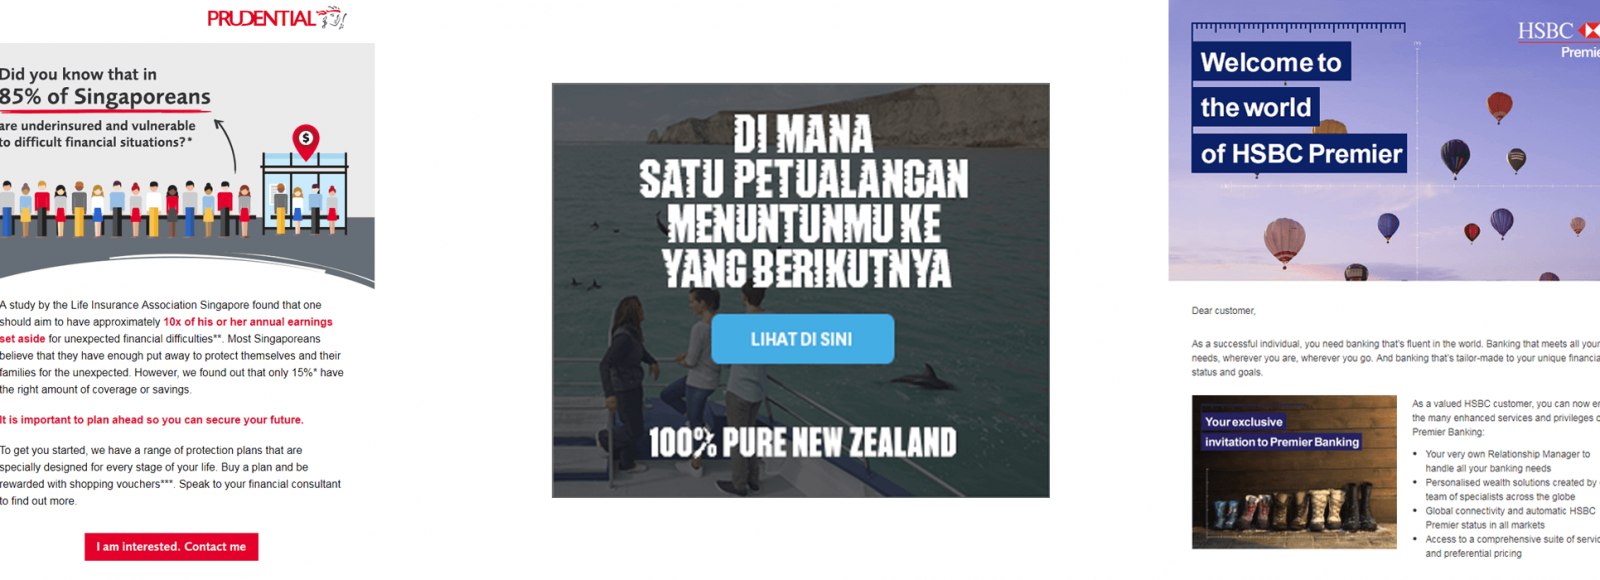 PRUDENTIAL
Did you know that in
85% of Singaporeans
are underinsured and vulnerable
to difficult financial situations?*
$
A study by the Life Insurance Association Singapore found that one
should aim to have approximately 10x of his or her annual earnings
set aside for unexpected financial difficulties**. Most Singaporeans
believe that they have enough put away to protect themselves and their
families for the unexpected. However, we found out that only 15%* have
the right amount of coverage or savings.
It is important to plan ahead so you can secure your future.
To get you started, we have a range of protection plans that are
specially designed for every stage of your life. Buy a plan and be
rewarded with shopping vouchers***. Speak to your financial consultant
to find out more.
I am interested. Contact me
DI MANA
SATU PETUALANGAN
MENUNTUNMU KE
YANG BERIKUTNYA
LIHAT DI SINI
100% PURE NEW ZEALAND
HSBC
Premier
Welcome to
the world
of HSBC Premier
Dear customer,
As a successful individual, you need banking that's fluent in the world. Banking that meets all your
needs, wherever you are, wherever you go. And banking that's tailor-made to your unique financial
status and goals.
Your exclusive
invitation to Premier Banking
As a valued HSBC customer, you can now
the many enhanced services and privileges
Premier Banking:
• Your very own Relationship Manager to
handle all your banking needs
• Personalised wealth solutions created by
team of specialists across the globe
• Global connectivity and automatic HSBC
Premier status in all markets
• Access to a comprehensive suite of
and preferential pricing